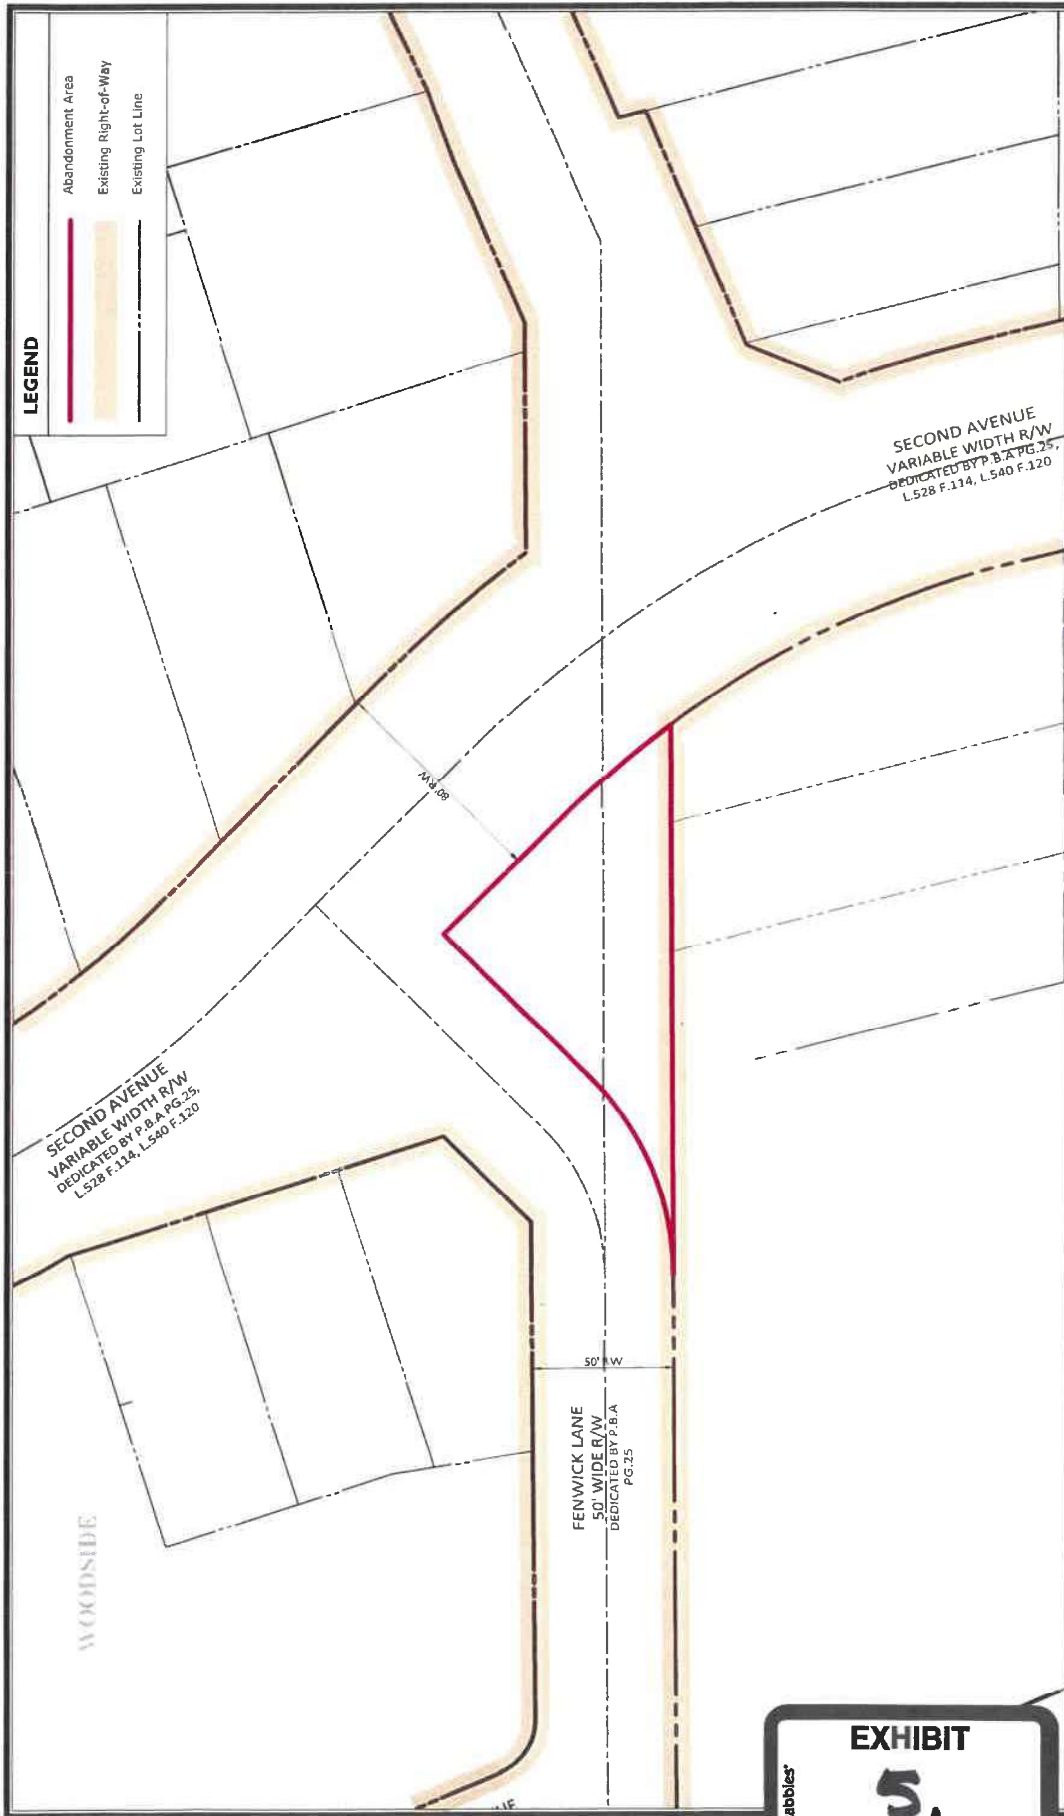 LEGEND
Abandonment Area
Existing Right-of-Way
Existing Lot Line
SECOND AVENUE
VARIABLE WIDTH R/W
DEDICATED BY P.B.A PG.25,
L.528 F.114, L.540 F.120
80' R/W
SECOND AVENUE
VARIABLE WIDTH R/W
DEDICATED BY P.B.A PG.25,
L.528 F.114, L.540 F.120
50' R/W
FENWICK LANE
50' WIDE R/W
DEDICATED BY P.B.A
PG.25
WOODSIDE
EXHIBIT
5